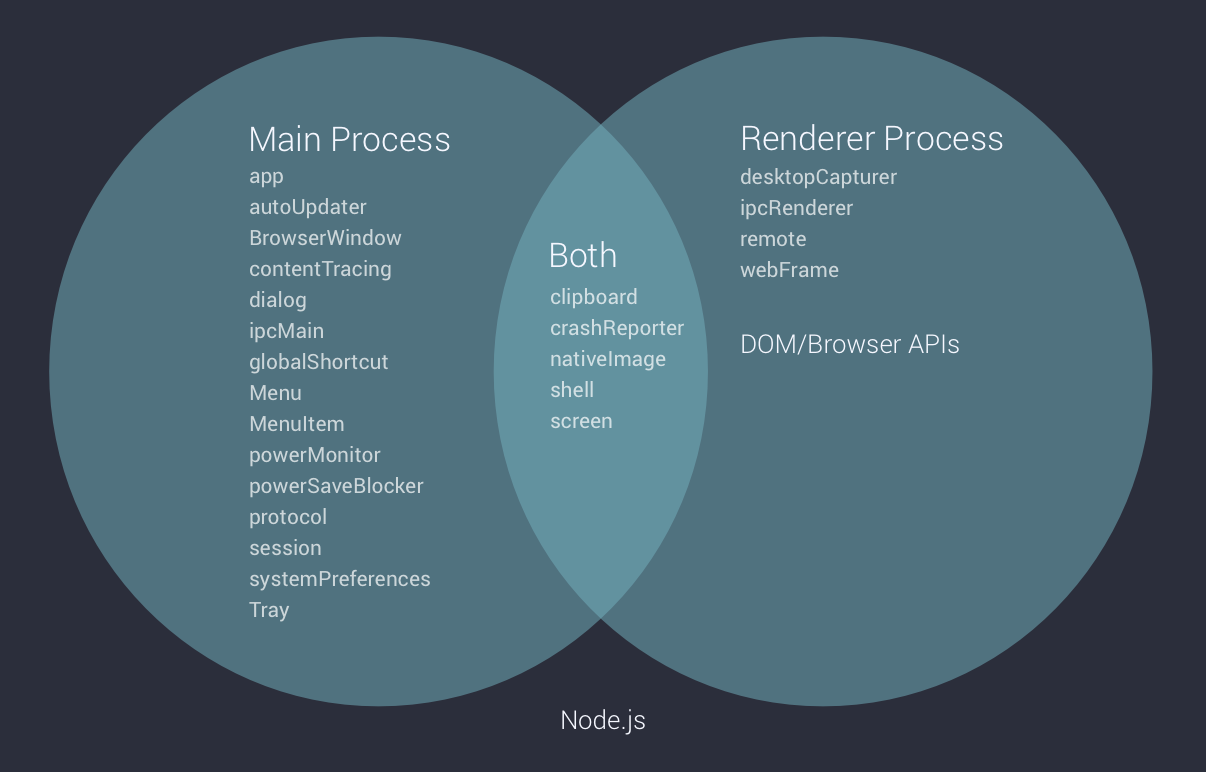 Main Process
app
autoUpdater
BrowserWindow
contentTracing
dialog
ipcMain
globalShortcut
Menu
MenuItem
powerMonitor
powerSaveBlocker
protocol
session
systemPreferences
Tray
Both
clipboard
crashReporter
nativeImage
shell
screen
Renderer Process
desktopCapturer
ipcRenderer
remote
webFrame
DOM/Browser APIs
Node.js